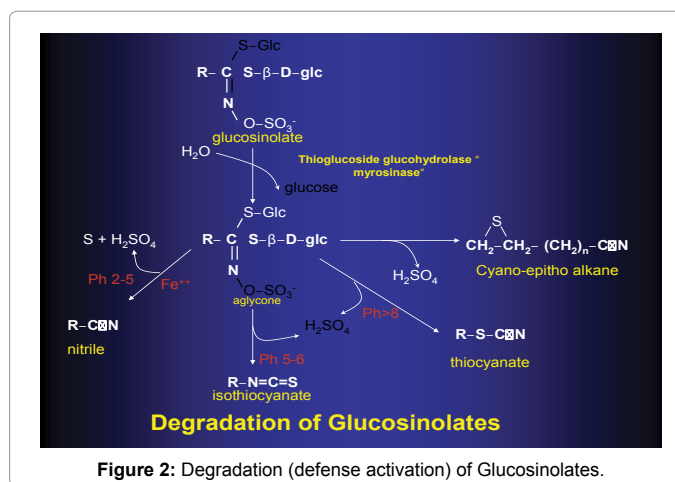 S–Glc
R– C S–β–D–glc
N
O–SO₃⁻
glucosinolate
H₂O
Thioglucoside glucohydrolase "
myrosinase"
glucose
S–Glc
S + H₂SO₄
R– C S–β–D–glc
S
CH₂–CH₂– (CH₂)n–C☒N
Cyano-epitho alkane
H₂SO₄
Ph 2-5
Fe⁺⁺
N
O–SO₃⁻
aglycone
H₂SO₄
Ph>8
R–C☒N
nitrile
R–S–C☒N
thiocyanate
Ph 5-6
R–N=C=S
isothiocyanate
Degradation of Glucosinolates
Figure 2: Degradation (defense activation) of Glucosinolates.